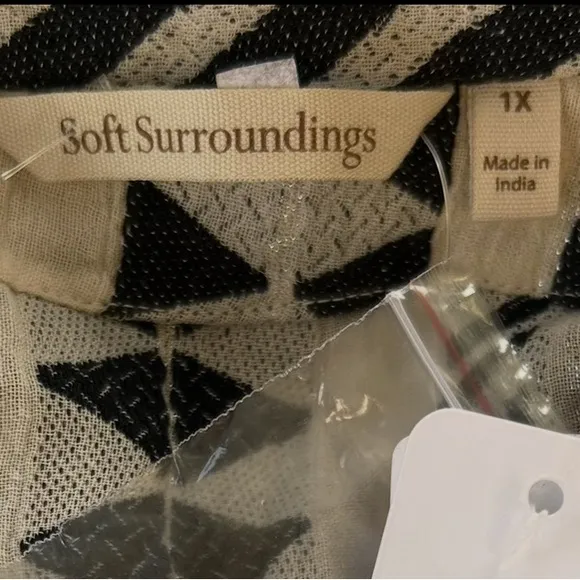 Soft Surroundings
1X
Made in
India